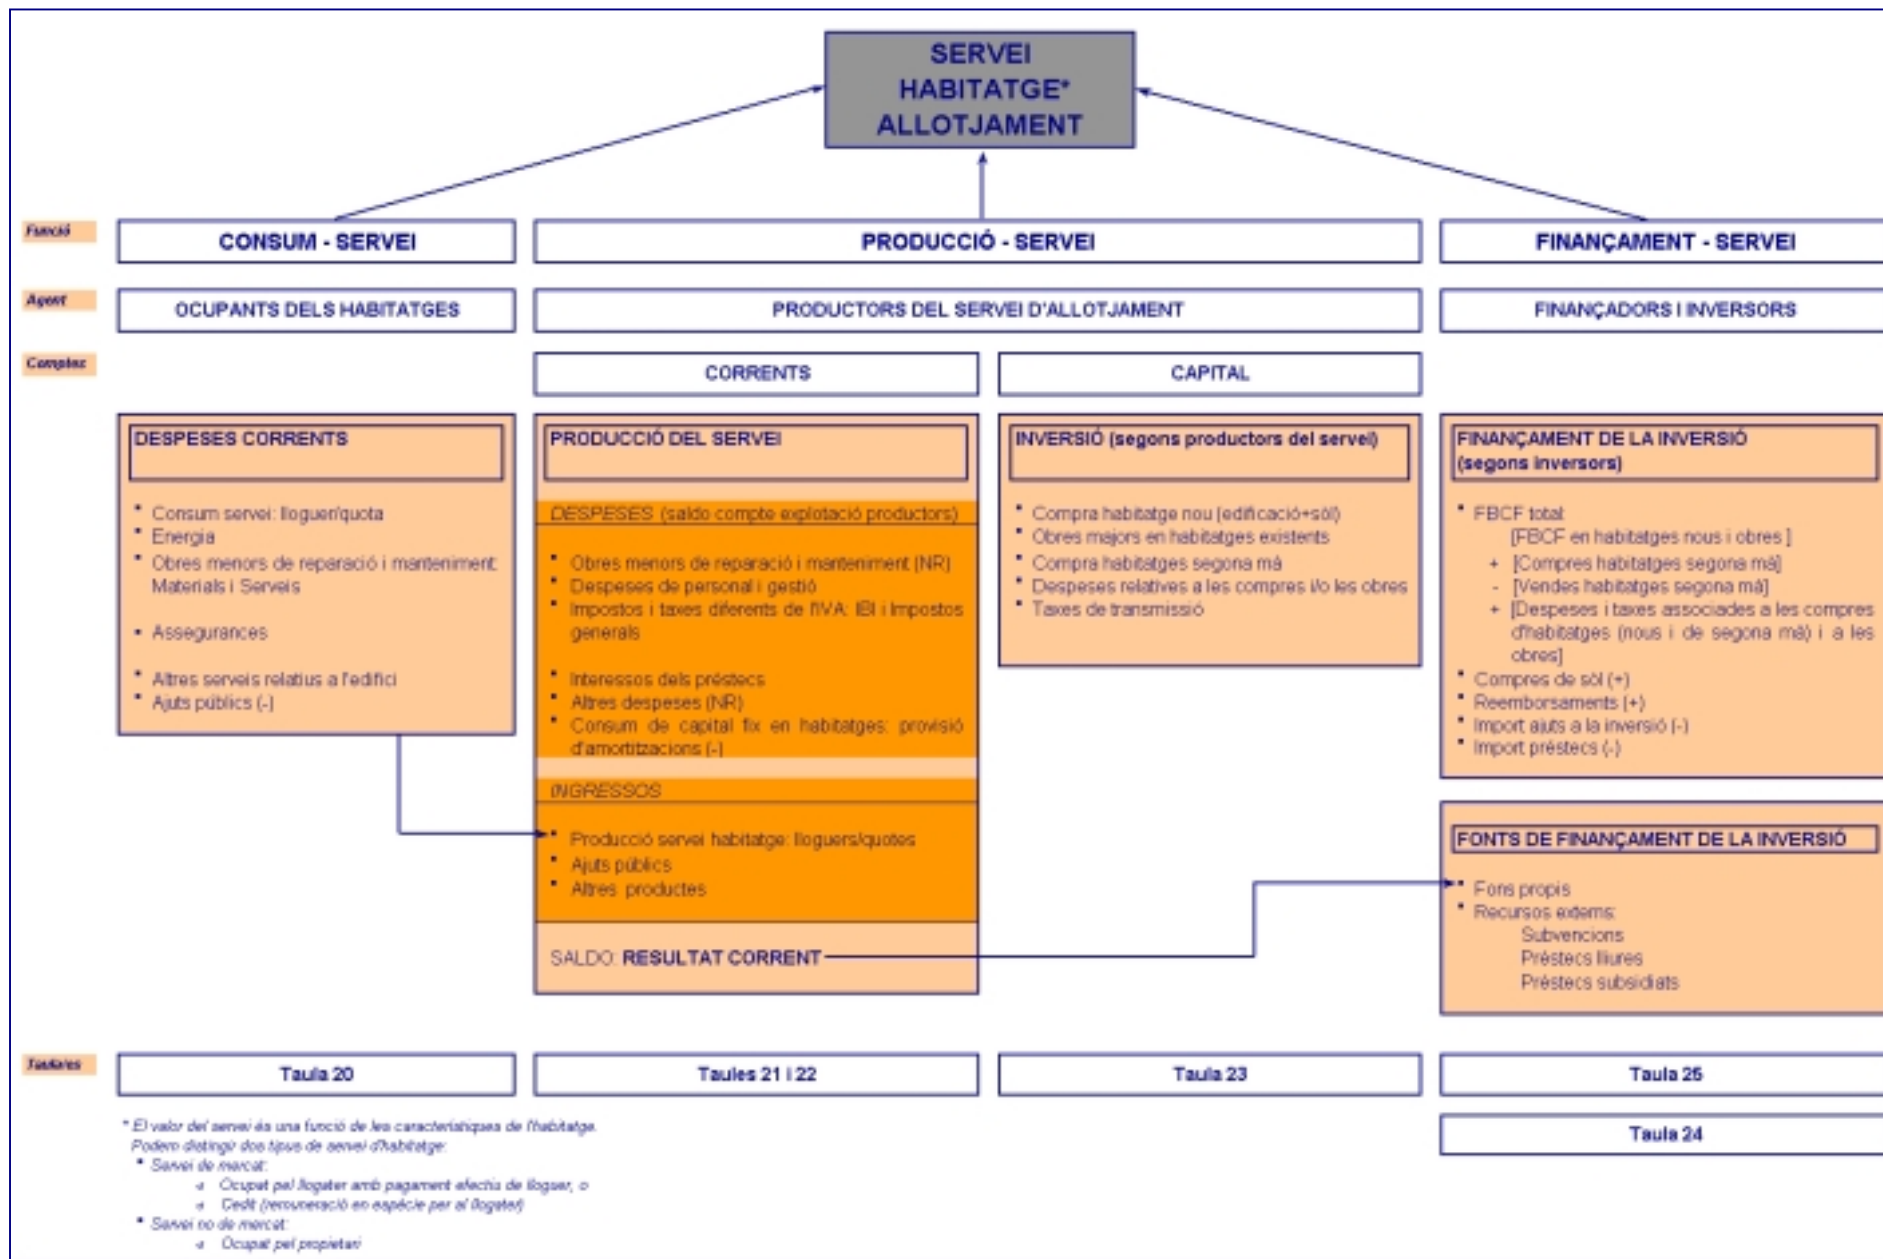 SERVEI
HABITATGE*
ALLOTJAMENT
Funció
CONSUM - SERVEI
PRODUCCIÓ - SERVEI
FINANÇAMENT - SERVEI
Agent
OCUPANTS DELS HABITATGES
PRODUCTORS DEL SERVEI D'ALLOTJAMENT
FINANÇADORS I INVERSORS
Comptes
CORRENTS
CAPITAL
DESPESES CORRENTS
• Consum servei: lloguer/quota
• Energia
• Obres menors de reparació i manteniment:
Materials i Serveis
• Assegurances
• Altres serveis relatius a l'edifici
• Ajuts públics (-)
PRODUCCIÓ DEL SERVEI
DESPESES (saldo compte explotació productors)
• Obres menors de reparació i manteniment (NR)
• Despeses de personal i gestió
• Impostos i taxes diferents de l'IVA: IBI i Impostos
generals
• Interessos dels préstecs
• Altres despeses (NR)
• Consum de capital fix en habitatges: provisió
d'amortitzacions (-)
INGRESSOS
• Producció servei habitatge: lloguers/quotes
• Ajuts públics
• Altres productes
SALDO: RESULTAT CORRENT
INVERSIÓ (segons productors del servei)
• Compra habitatge nou (edificació+sòl)
• Obres majors en habitatges existents
• Compra habitatges segona mà
• Despeses relatives a les compres i/o les obres
• Taxes de transmissió
FINANÇAMENT DE LA INVERSIÓ
(segons inversors)
• FBCF total:
[FBCF en habitatges nous i obres ]
+ [Compres habitatges segona mà]
- [Vendes habitatges segona mà]
+ [Despeses i taxes associades a les compres
d'habitatges (nous i de segona mà) i a les
obres]
• Compres de sòl (+)
• Reemborsaments (+)
• Import ajuts a la inversió (-)
• Import préstecs (-)
FONTS DE FINANÇAMENT DE LA INVERSIÓ
• Fons propis
• Recursos externs:
Subvencions
Préstecs lliures
Préstecs subsidiats
Taula 20
Taules 21 i 22
Taula 23
Taula 25
Taula 24
* El valor del servei és una funció de les característiques de l'habitatge.
Podem distingir dos tipus de servei d'habitatge:
• Servei de mercat:
Ocupat pel llogater amb pagament efectiu de lloguer, o
Cedit (remuneració en espècie per al llogater)
• Servei no de mercat:
Ocupat pel propietari